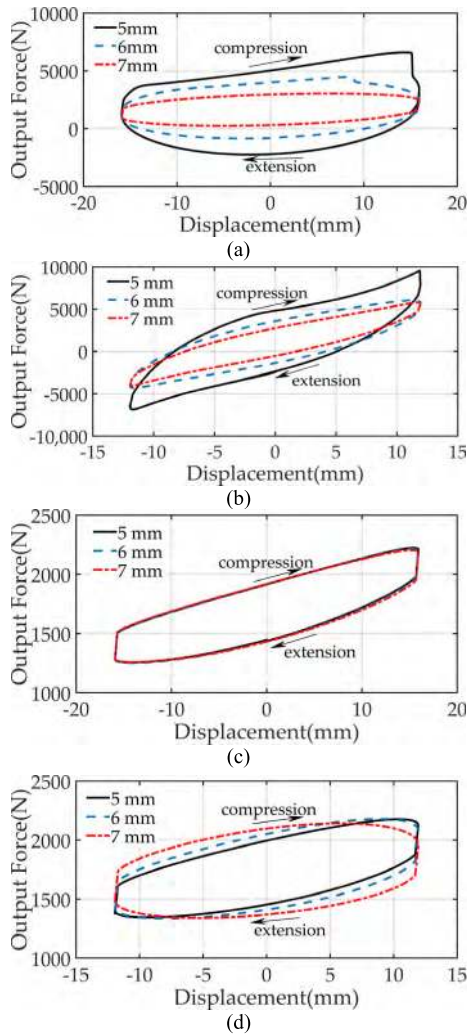 10000
5 mm
6mm
7mm
compression
5000
0
extension
-5000
-20 -10 0 10 20
Output Force(N)
Displacement(mm)
(a)
10000
5 mm
6 mm
7 mm
compression
5000
0
-5000
extension
-10,000
-15 -10 -5 0 5 10 15
Output Force(N)
Displacement(mm)
(b)
2500
5 mm
6 mm
7 mm
compression
2000
1500
extension
1000
-20 -10 0 10 20
Output Force(N)
Displacement(mm)
(c)
2500
5 mm
6 mm
7 mm
compression
2000
1500
extension
1000
-15 -10 -5 0 5 10 15
Output Force(N)
Displacement(mm)
(d)